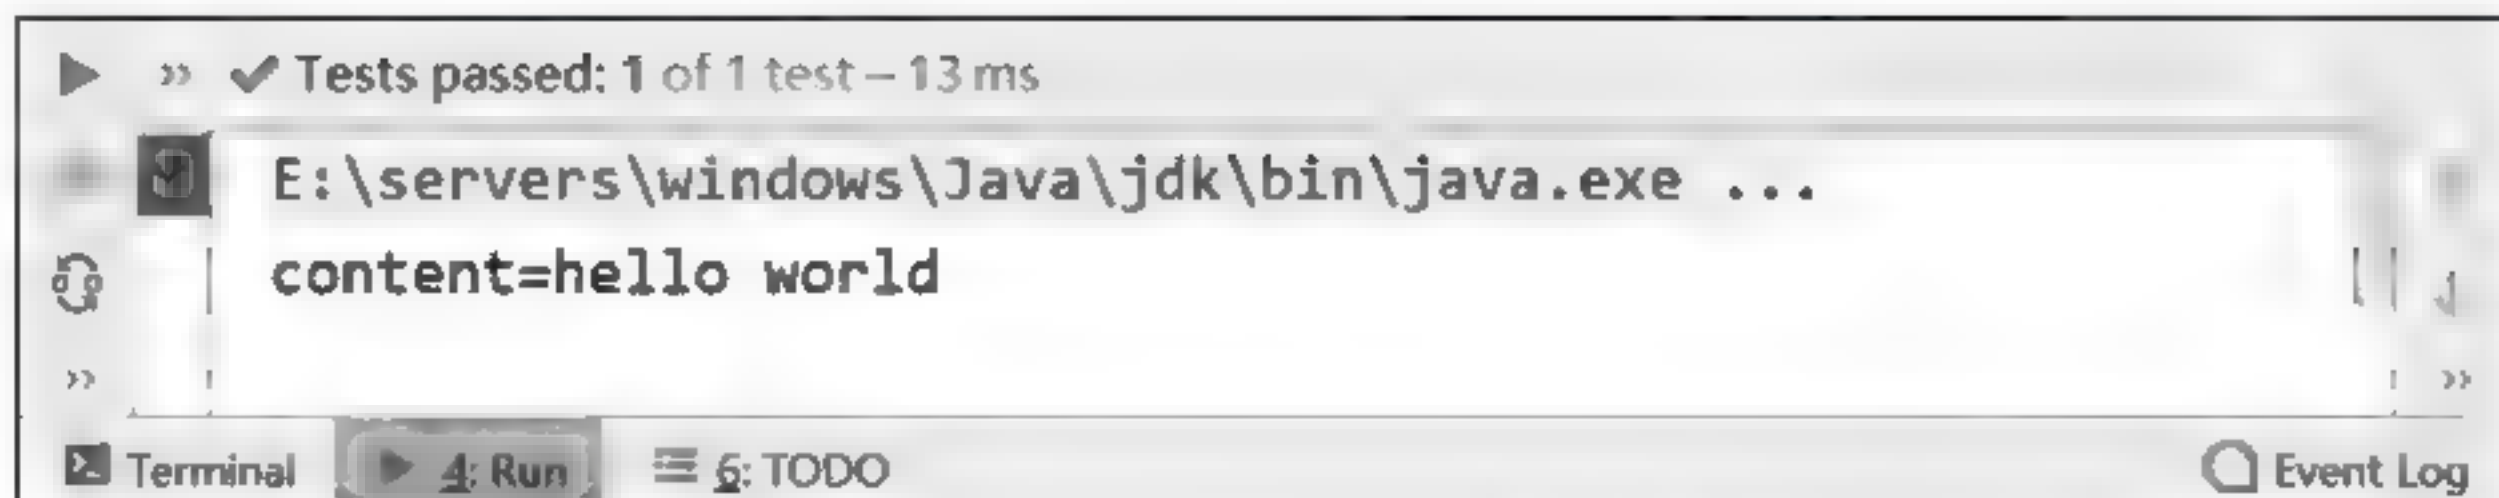 Tests passed: 1 of 1 test – 13 ms
E:\servers\windows\Java\jdk\bin\java.exe ...
content=hello world
Terminal 4: Run 6: TODO Event Log